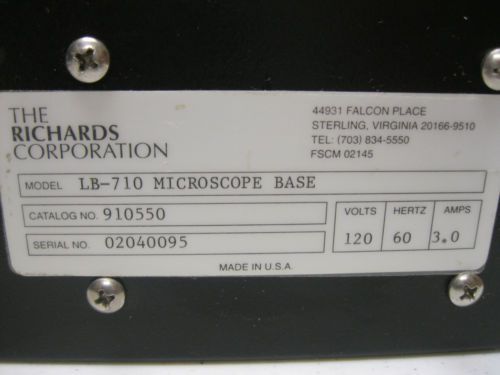 THE
RICHARDS
CORPORATION
44931 FALCON PLACE
STERLING, VIRGINIA 20166-9510
TEL: (703) 834-5550
FSCM 02145
MODEL LB-710 MICROSCOPE BASE
CATALOG NO. 910550
SERIAL NO. 02040095
VOLTS HERTZ AMPS
120 60 3.0
MADE IN U.S.A.